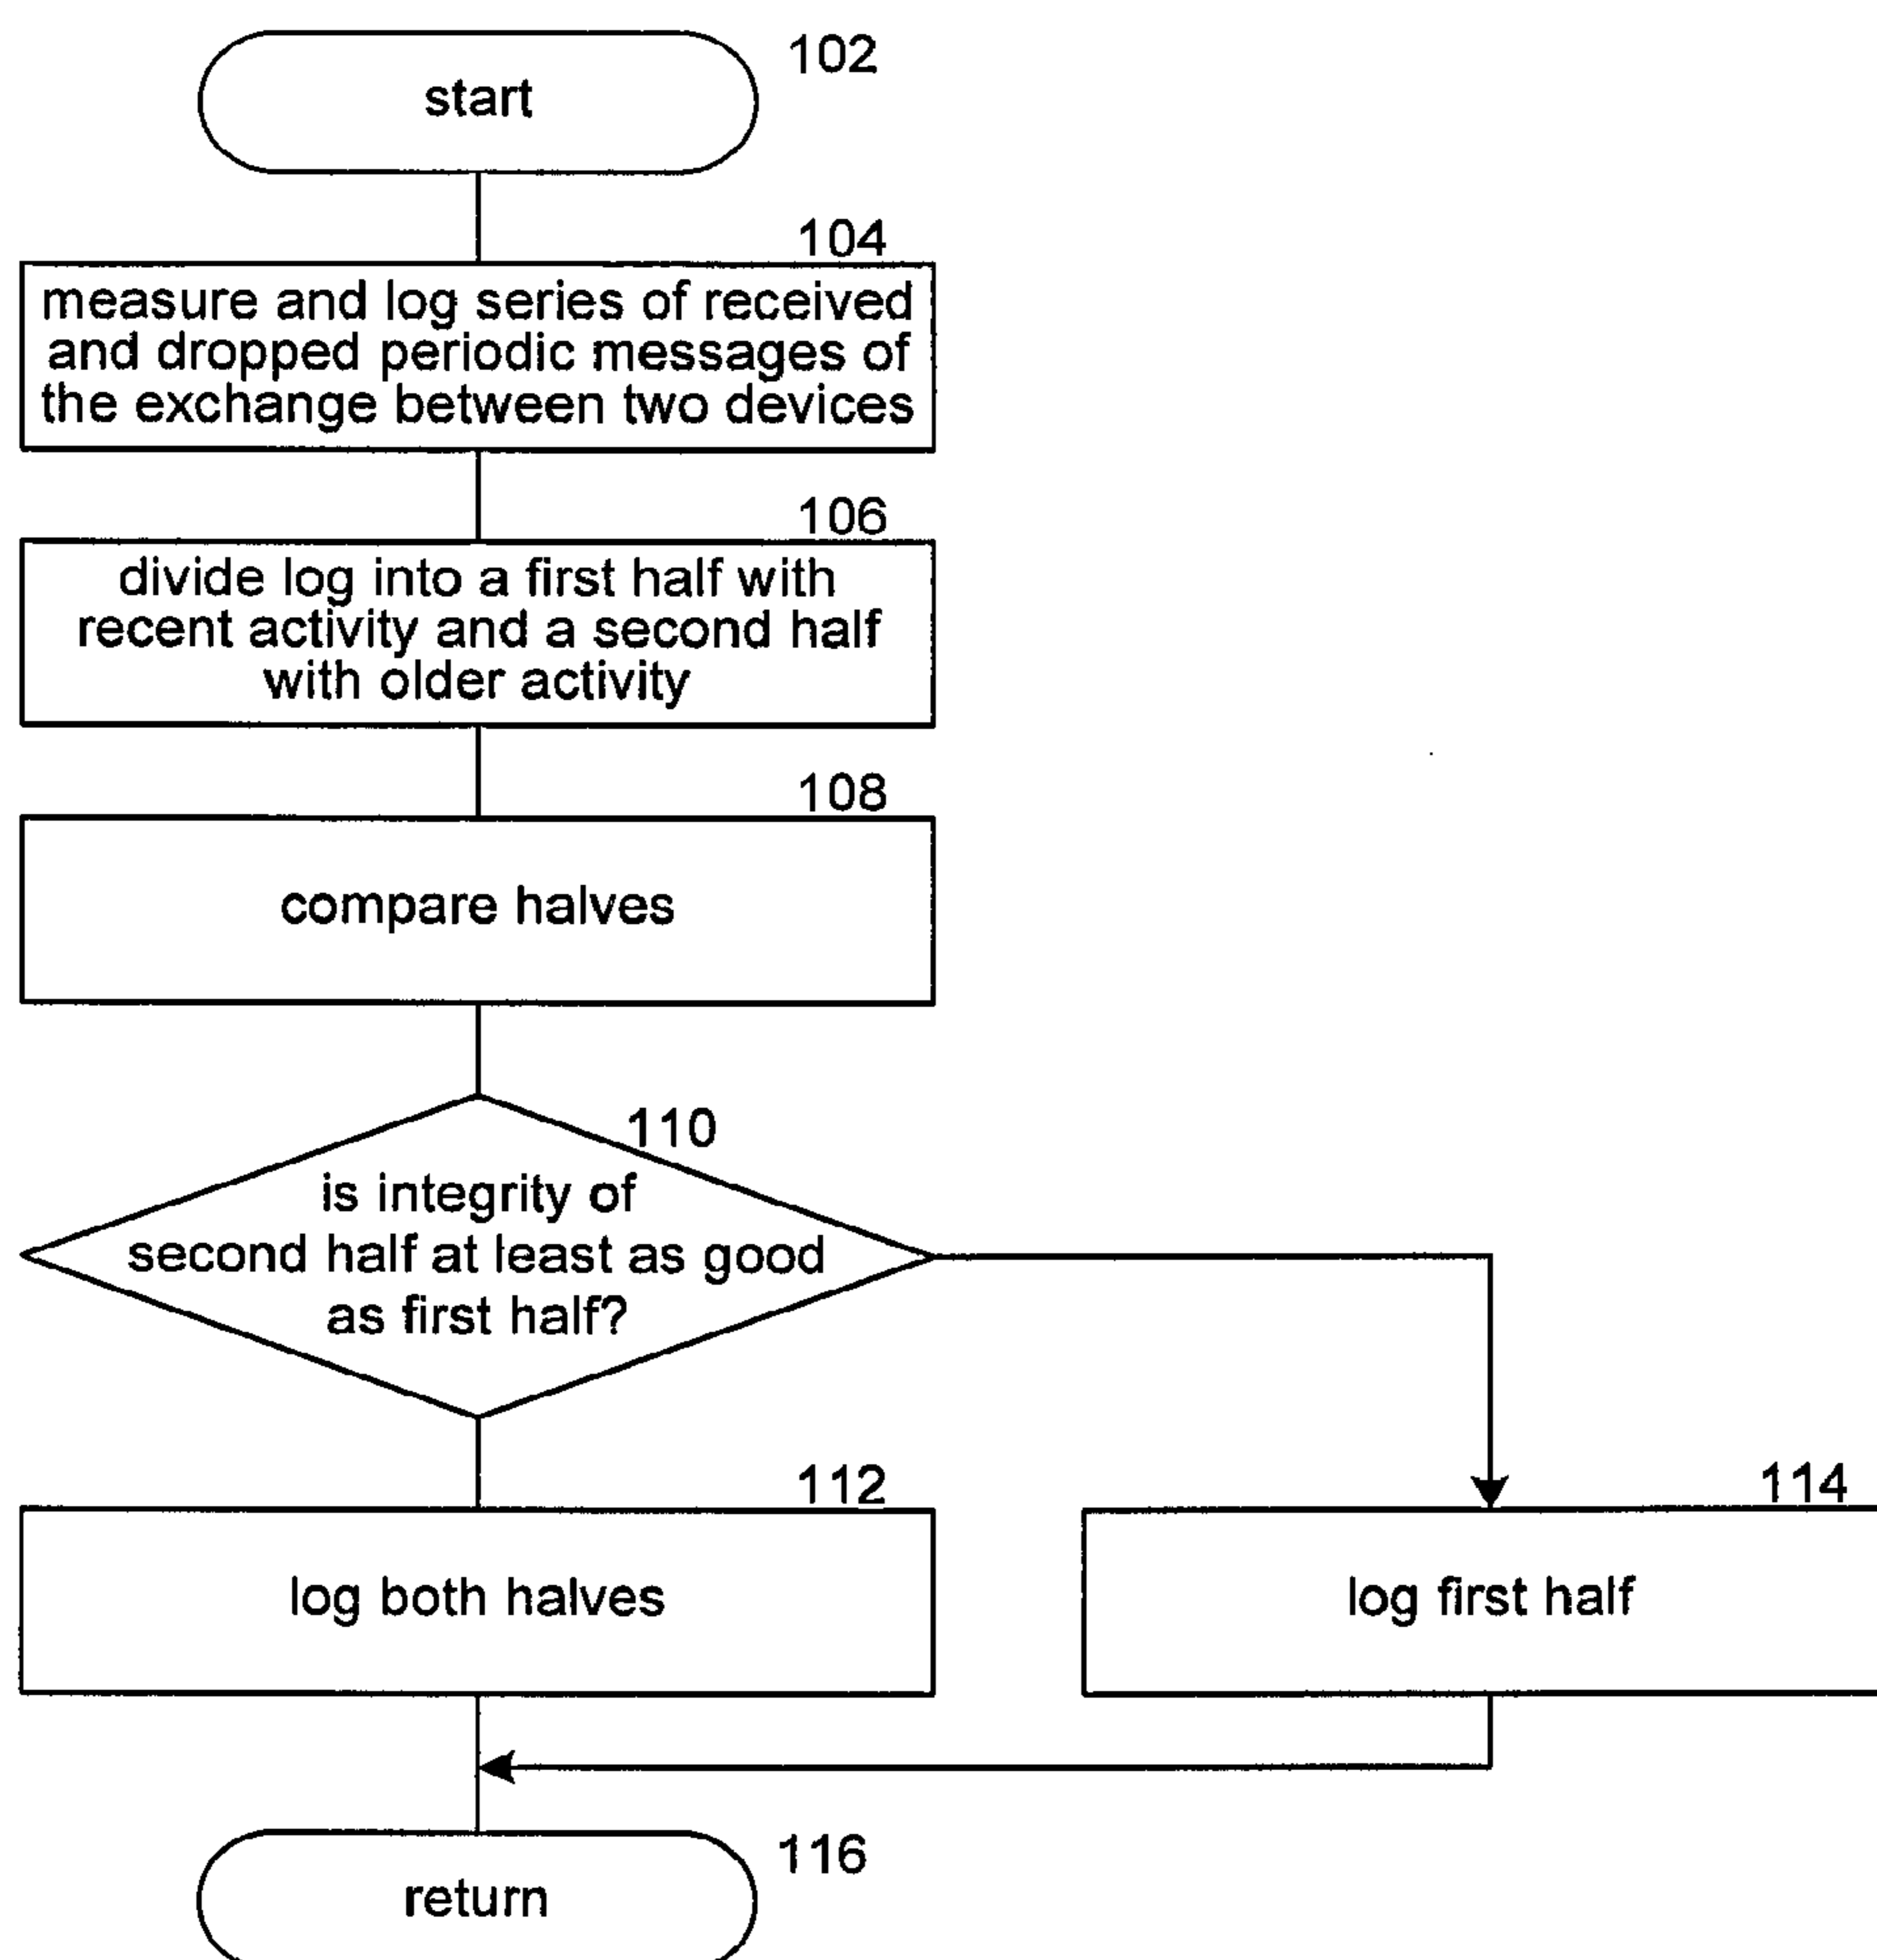 start
102
104
measure and log series of received
and dropped periodic messages of
the exchange between two devices
106
divide log into a first half with
recent activity and a second half
with older activity
108
compare halves
110
is integrity of
second half at least as good
as first half?
112
log both halves
114
log first half
116
return